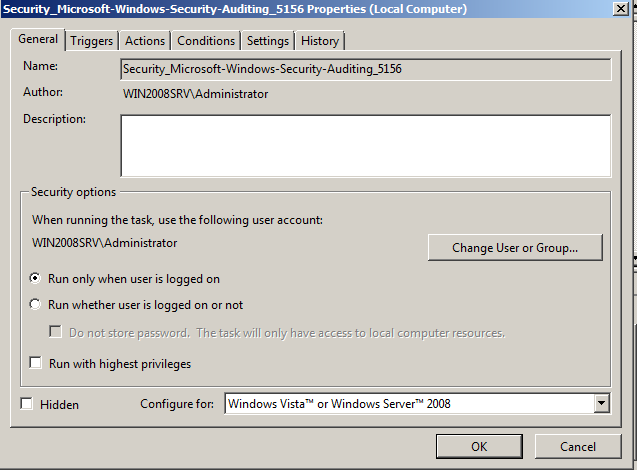 Security_Microsoft-Windows-Security-Auditing_5156 Properties (Local Computer)
General Triggers Actions Conditions Settings History
Name: Security_Microsoft-Windows-Security-Auditing_5156
Author: WIN2008SRV\Administrator
Description:
Security options
When running the task, use the following user account:
WIN2008SRV\Administrator
Change User or Group...
Run only when user is logged on
Run whether user is logged on or not
Do not store password.  The task will only have access to local computer resources.
Run with highest privileges
Hidden Configure for: Windows Vista™ or Windows Server™ 2008
OK Cancel